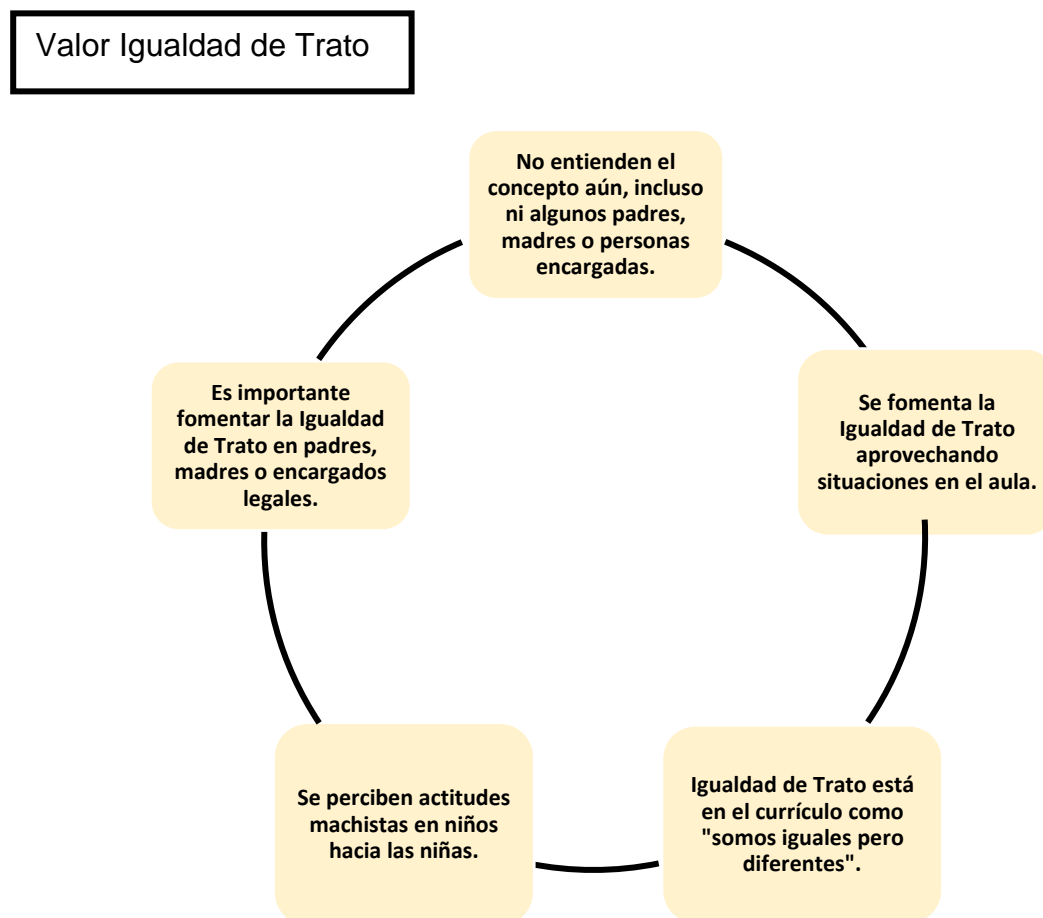 Valor Igualdad de Trato
No entienden el
concepto aún, incluso
ni algunos padres,
madres o personas
encargadas.
Se fomenta la
Igualdad de Trato
aprovechando
situaciones en el aula.
Igualdad de Trato está
en el currículo como
"somos iguales pero
diferentes".
Se perciben actitudes
machistas en niños
hacia las niñas.
Es importante
fomentar la Igualdad
de Trato en padres,
madres o encargados
legales.